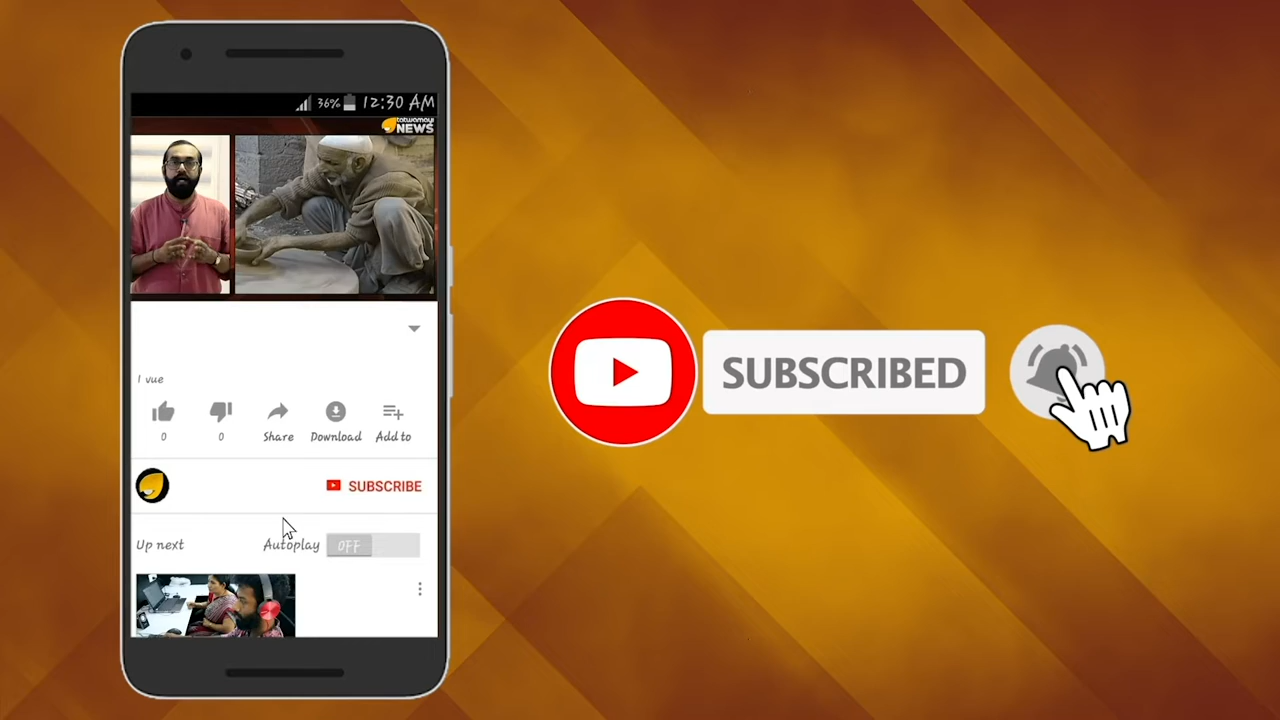 36% 12:30 AM
tatwamayi
NEWS
1 vue
0 0 Share Download Add to
SUBSCRIBE
Up next Autoplay OFF
SUBSCRIBED